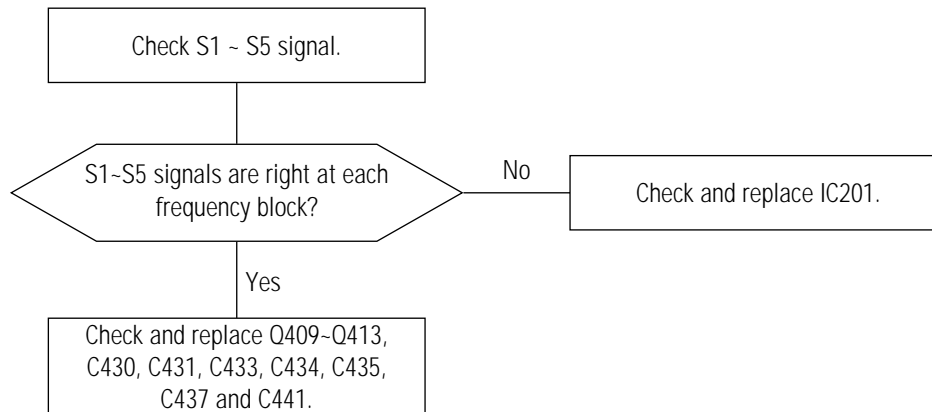 Check S1 ~ S5 signal.
S1~S5 signals are right at each
frequency block?
No
Check and replace IC201.
Yes
Check and replace Q409~Q413,
C430, C431, C433, C434, C435,
C437 and C441.